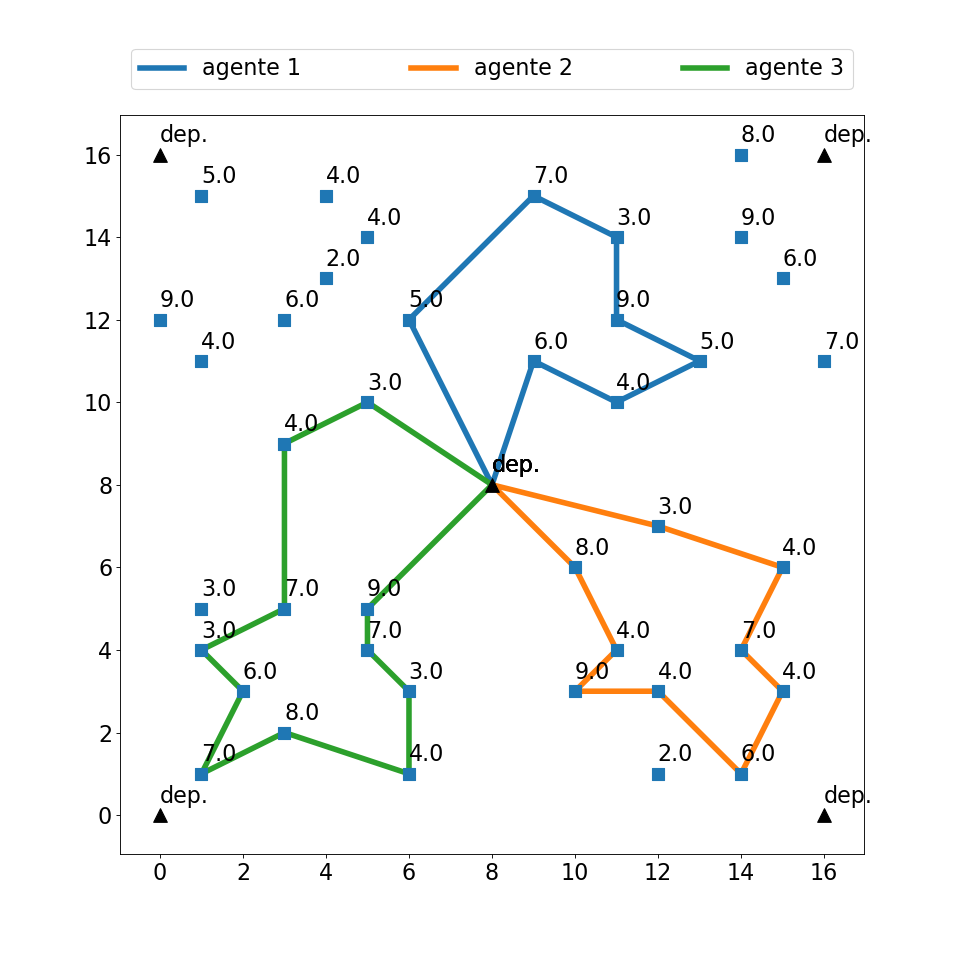 agente 1 agente 2 agente 3
dep. 8.0 dep.
16
5.0 4.0 7.0
4.0 3.0 9.0
14
2.0 6.0
9.0 6.0 5.0 9.0
12
4.0 6.0 5.0 7.0
3.0 4.0
10
4.0
dep.
8
3.0
8.0 4.0
6
3.0 7.0 9.0
3.0 7.0 4.0 7.0
4
6.0 3.0 9.0 4.0 4.0
8.0
2
7.0 4.0 2.0 6.0
dep. dep.
0
0 2 4 6 8 10 12 14 16